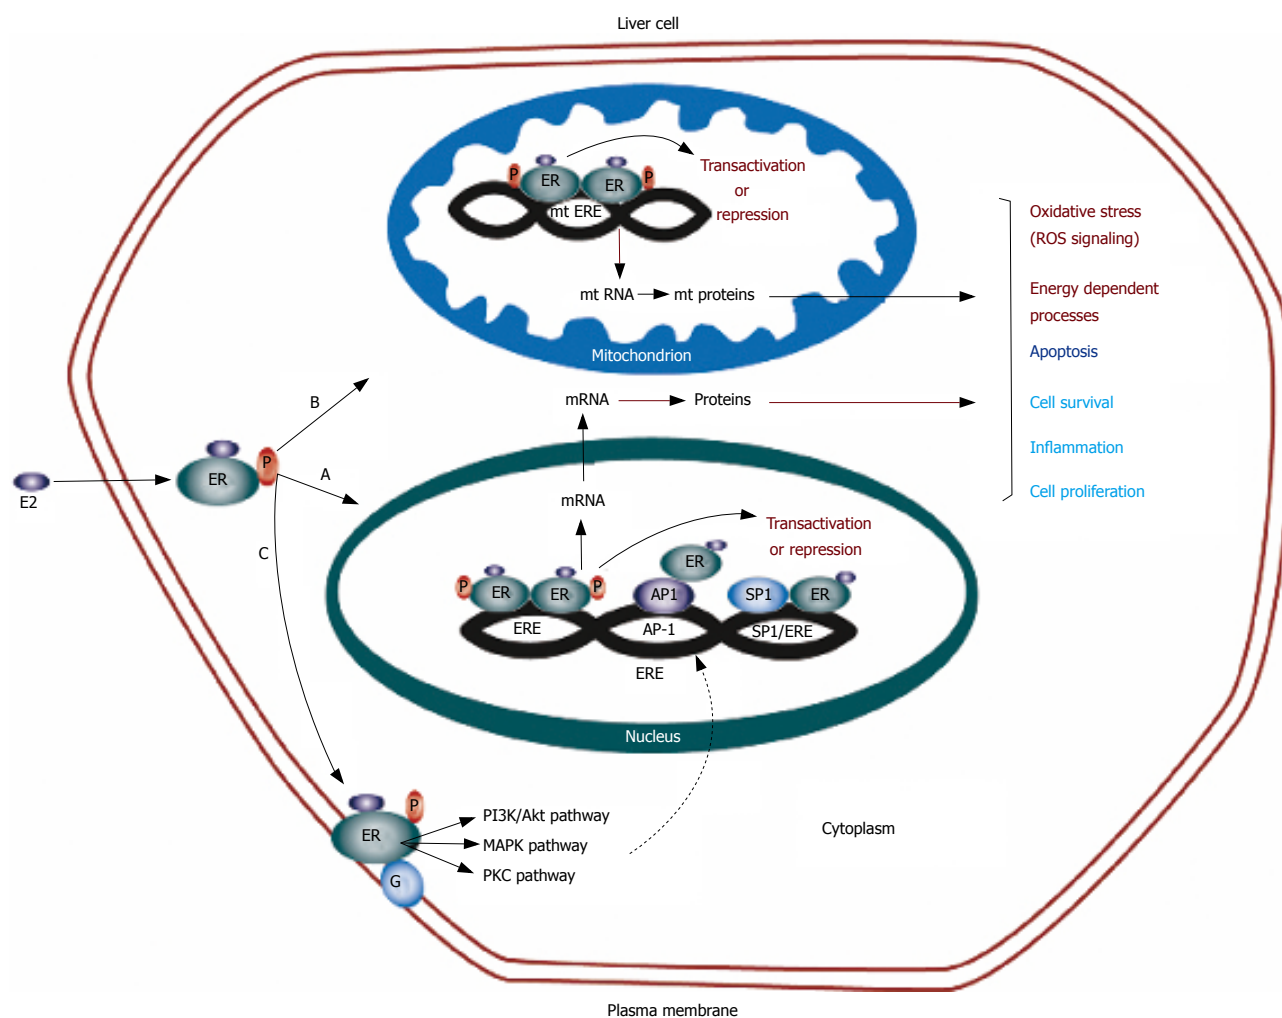 Liver cell
P
ER
ER
P
mt ERE
Transactivation
or
repression
mt RNA
mt proteins
Mitochondrion
Oxidative stress
(ROS signaling)
Energy dependent
processes
Apoptosis
Cell survival
Inflammation
Cell proliferation
mRNA
Proteins
B
A
C
E2
ER
P
mRNA
Transactivation
or repression
P
ER
ER
P
ER
AP1
SP1
ER
ERE
AP-1
SP1/ERE
ERE
Nucleus
P
ER
G
PI3K/Akt pathway
MAPK pathway
PKC pathway
Cytoplasm
Plasma membrane